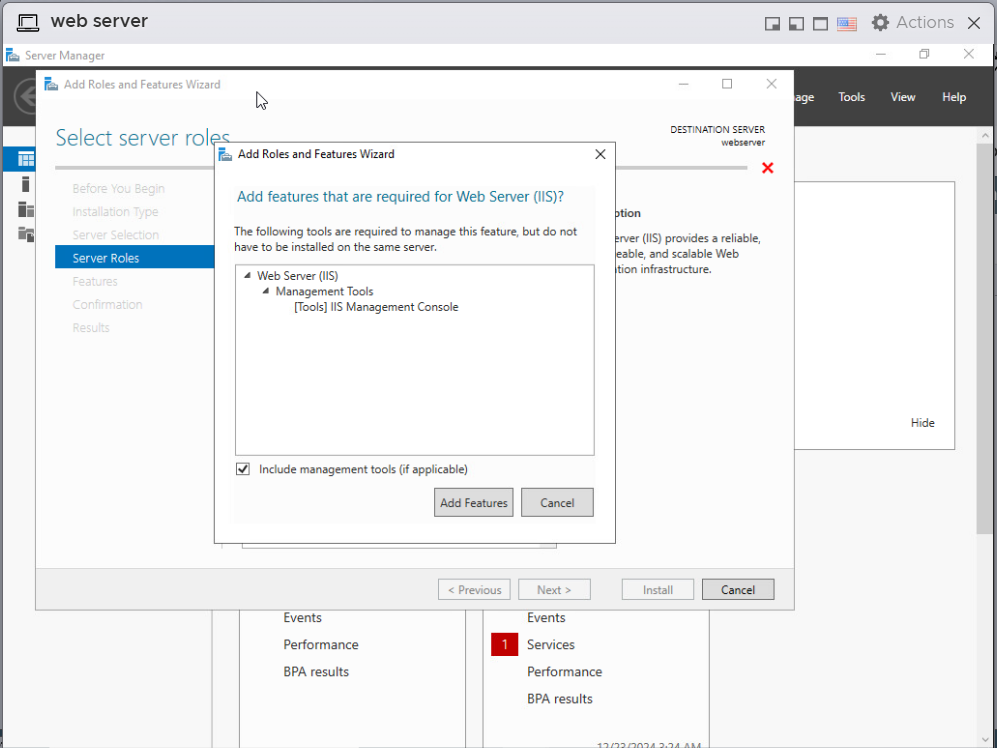 web server
Actions
Server Manager
Add Roles and Features Wizard
nage
Tools
View
Help
Select server roles
DESTINATION SERVER
webserver
Add Roles and Features Wizard
Before You Begin
Installation Type
Server Selection
Server Roles
Features
Confirmation
Results
Add features that are required for Web Server (IIS)?
The following tools are required to manage this feature, but do not
have to be installed on the same server.
Web Server (IIS)
Management Tools
[Tools] IIS Management Console
Include management tools (if applicable)
Add Features
Cancel
ption
erver (IIS) provides a reliable,
eable, and scalable Web
tion infrastructure.
Hide
< Previous
Next >
Install
Cancel
Events
Performance
BPA results
Events
1 Services
Performance
BPA results
12/23/2024 3:24 AM